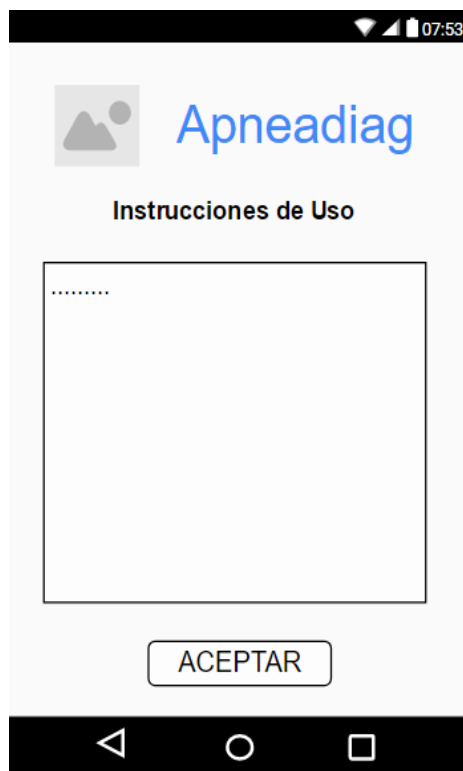 07:53
Apneadiag
Instrucciones de Uso
.........
ACEPTAR